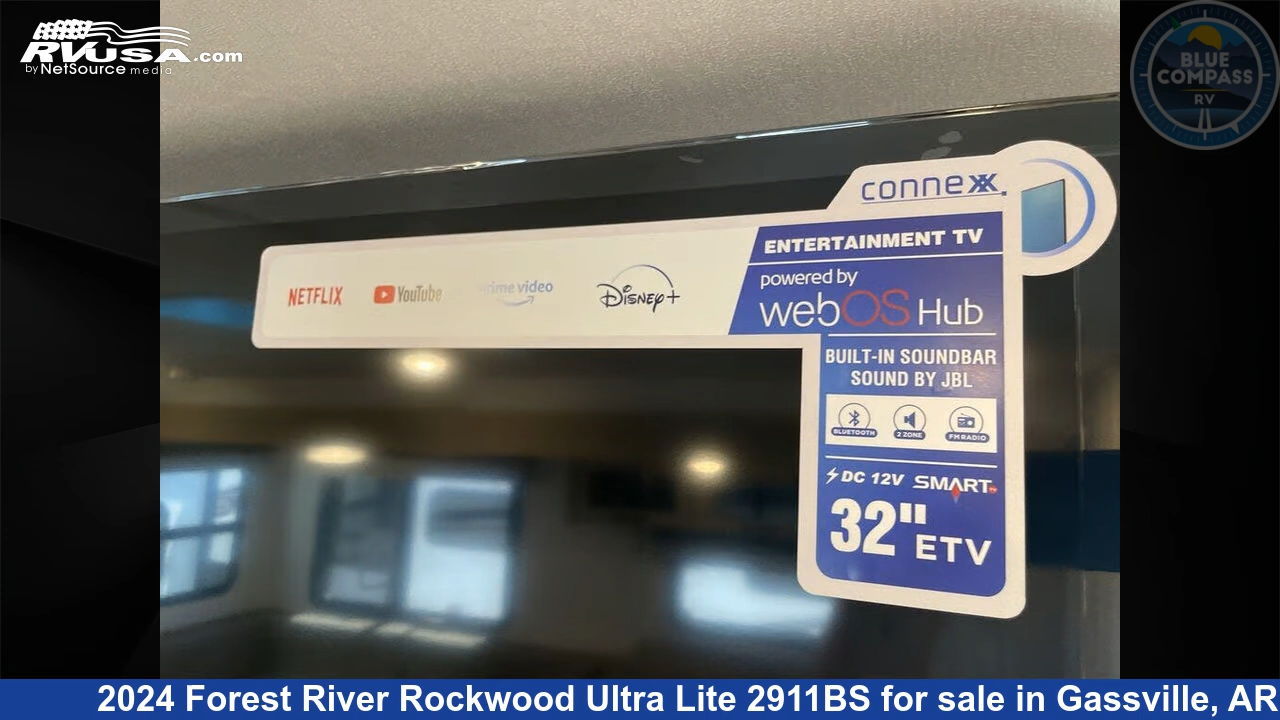 RVUSA.com
by NetSource media
BLUE
COMPASS
RV
connexx
ENTERTAINMENT TV
powered by
webOS Hub
NETFLIX
YouTube
prime video
Disney+
BUILT-IN SOUNDBAR
SOUND BY JBL
BLUETOOTH
2 ZONE
FM RADIO
DC 12V SMART TV
32" ETV
2024 Forest River Rockwood Ultra Lite 2911BS for sale in Gassville, AR